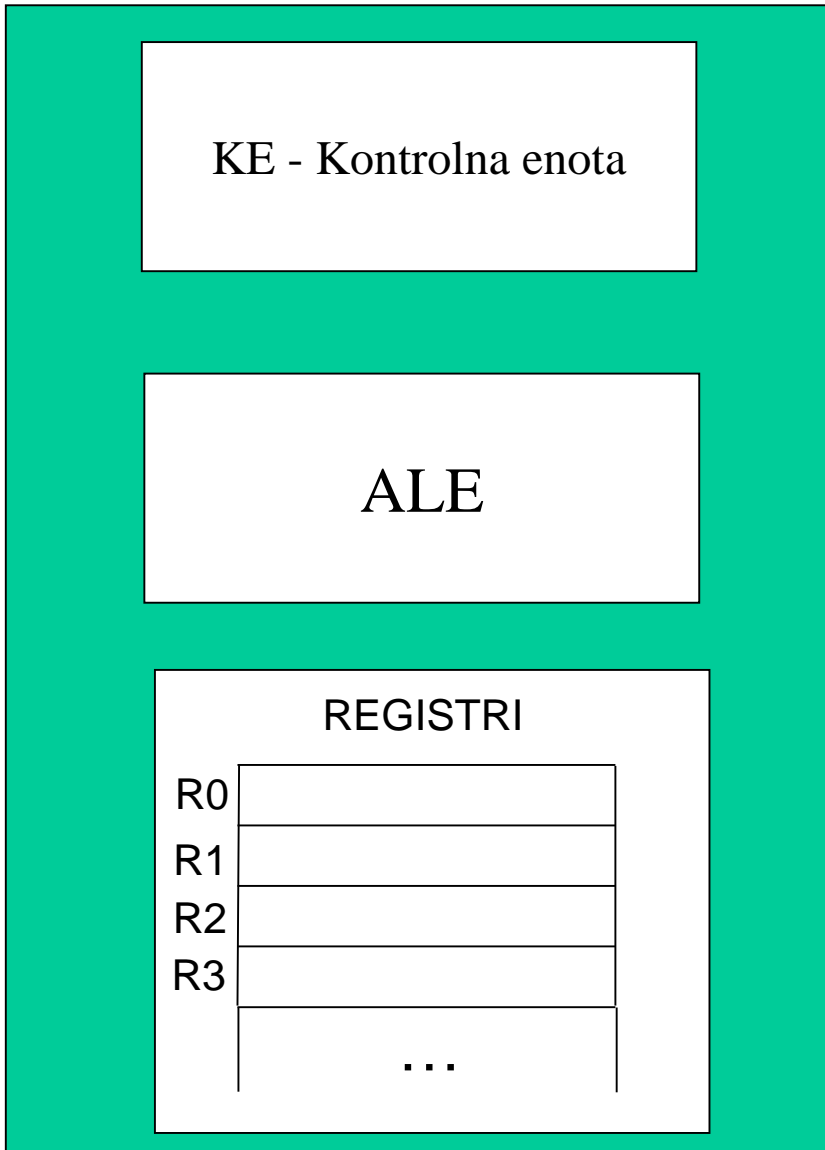 KE - Kontrolna enota
ALE
REGISTRI
R0
R1
R2
R3
...